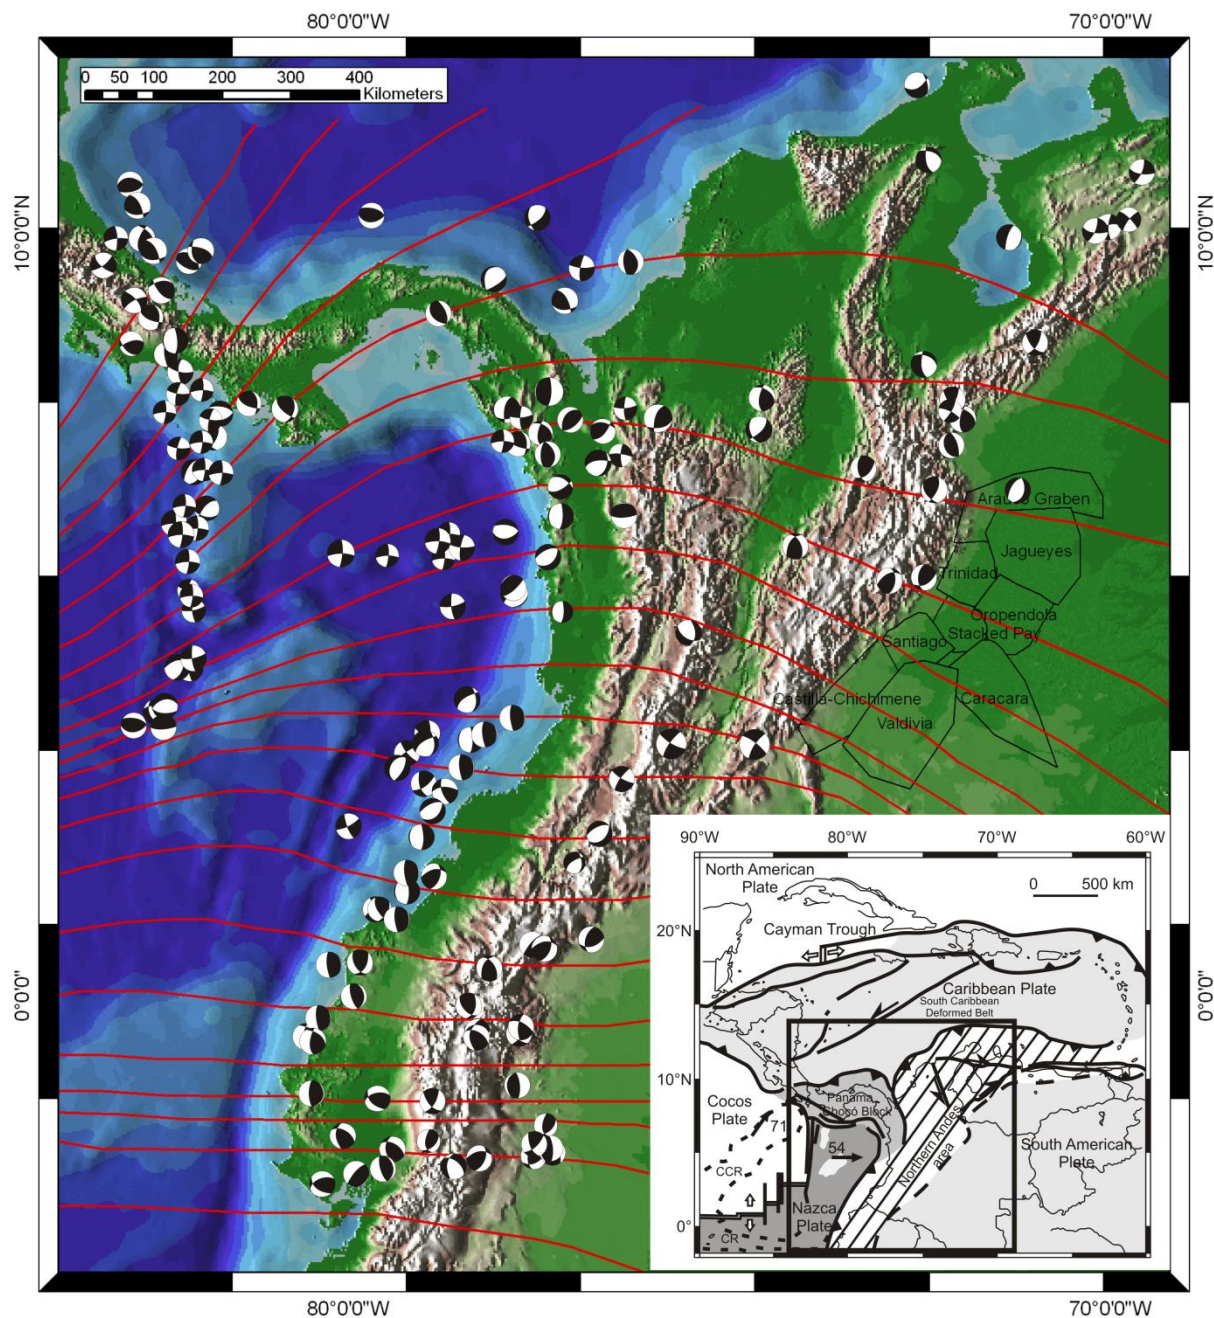 80°0'0"W
70°0'0"W
0 50 100 200 300 400
Kilometers
10°0'0"N
10°0'0"N
Arauca Graben
Jagueyes
Trinidad
Oropendola
Stacked Pay
Santiago
Castilla-Chichimene
Caracara
Valdivia
90°W 80°W 70°W 60°W
North American
Plate
0 500 km
Cayman Trough
20°N
Caribbean Plate
South Caribbean
Deformed Belt
10°N
Cocos
Plate
Panamá
Chocó Block
71
Northern Andes
area
South American
Plate
54
CCR
Nazca
Plate
0°
CR
0°0'0"
0°0'0"
80°0'0"W
70°0'0"W